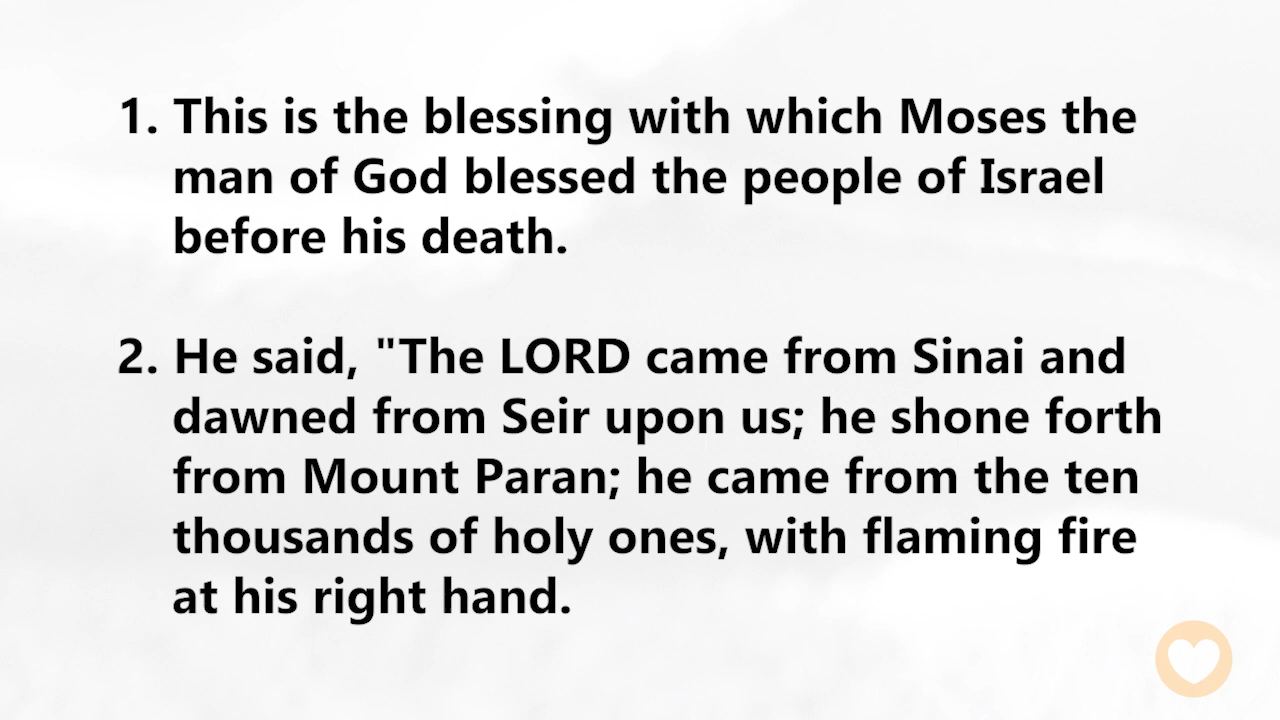 1. This is the blessing with which Moses the
man of God blessed the people of Israel
before his death.
2. He said, "The LORD came from Sinai and
dawned from Seir upon us; he shone forth
from Mount Paran; he came from the ten
thousands of holy ones, with flaming fire
at his right hand.